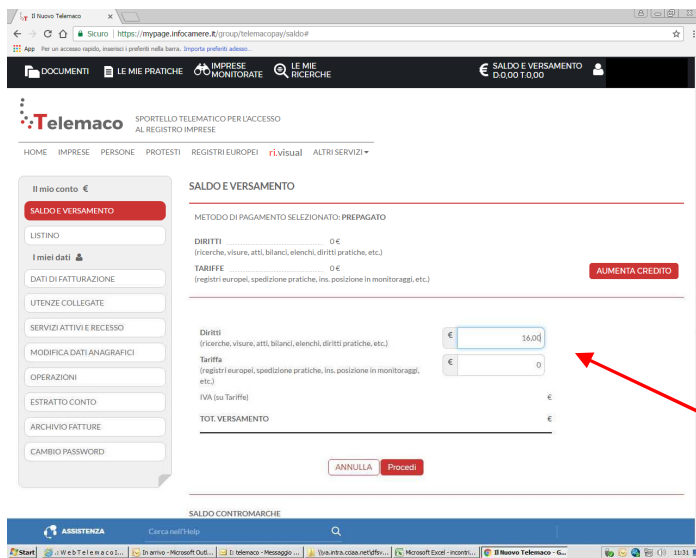 Il Nuovo Telemaco
Sicuro | https://mypage.infocamere.it/group/telemacopay/saldo#
App Per un accesso rapido, inserisci i preferiti nella barra. Importa preferiti adesso...
DOCUMENTI LE MIE PRATICHE IMPRESE MONITORATE LE MIE RICERCHE € SALDO E VERSAMENTO D:0,00 T:0,00
Telemaco SPORTELLO TELEMATICO PER L'ACCESSO
AL REGISTRO IMPRESE
HOME IMPRESE PERSONE PROTESTI REGISTRI EUROPEI ri.visual ALTRI SERVIZI
Il mio conto €
SALDO E VERSAMENTO
LISTINO
I miei dati
DATI DI FATTURAZIONE
UTENZE COLLEGATE
SERVIZI ATTIVI E RECESSO
MODIFICA DATI ANAGRAFICI
OPERAZIONI
ESTRATTO CONTO
ARCHIVIO FATTURE
CAMBIO PASSWORD
SALDO E VERSAMENTO
METODO DI PAGAMENTO SELEZIONATO: PREPAGATO
DIRITTI 0 €
(ricerche, visure, atti, bilanci, elenchi, diritti pratiche, etc.)
TARIFFE 0 €
(registri europei, spedizione pratiche, ins. posizione in monitoraggi, etc.)
AUMENTA CREDITO
Diritti € 16,00
(ricerche, visure, atti, bilanci, elenchi, diritti pratiche, etc.)
Tariffa € 0
(registri europei, spedizione pratiche, ins. posizione in monitoraggi,
etc.)
IVA (su Tariffe) €
TOT. VERSAMENTO €
ANNULLA Procedi
SALDO CONTROMARCHE
ASSISTENZA Cerca nell'Help
Start .: W e b T e l e m a c o I... In arrivo - Microsoft Outl... I: telemaco - Messaggio ... Microsoft Excel - incontri... Il Nuovo Telemaco - G... 11:31